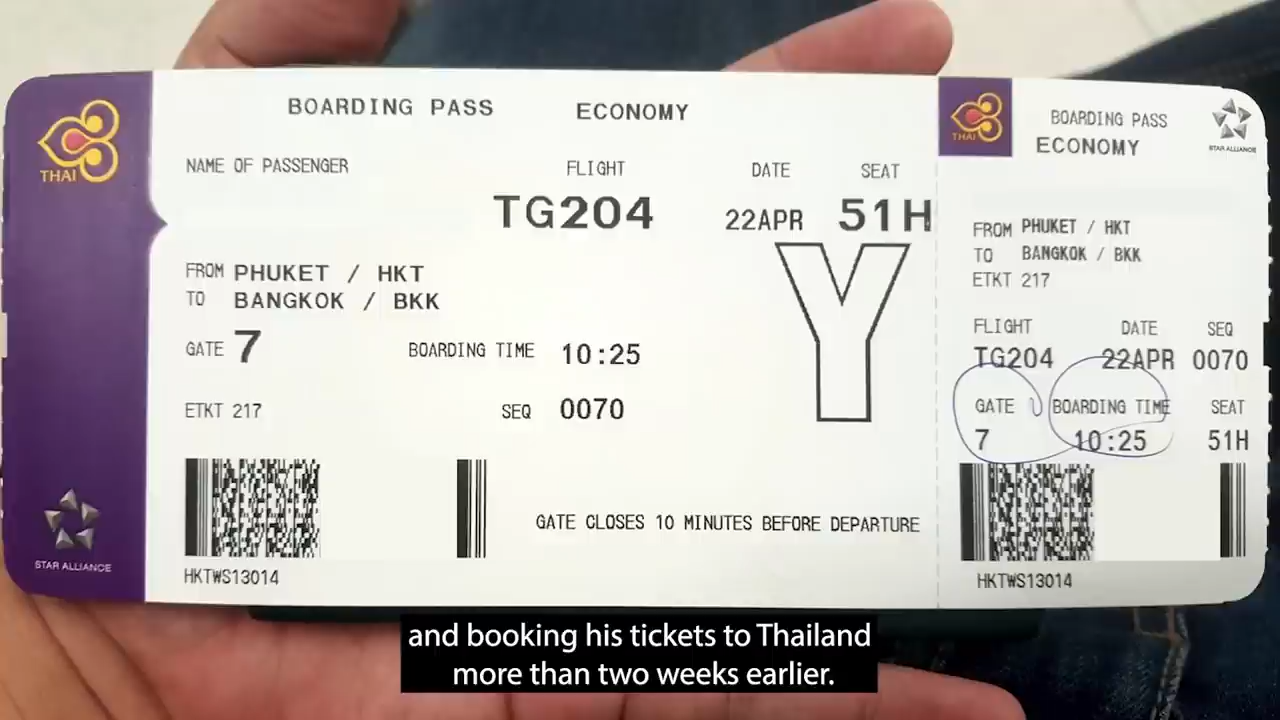 BOARDING PASS ECONOMY
THAI
NAME OF PASSENGER
FLIGHT DATE SEAT
TG204 22APR 51H
Y
FROM PHUKET / HKT
TO BANGKOK / BKK
GATE 7 BOARDING TIME 10:25
ETKT 217 SEQ 0070
GATE CLOSES 10 MINUTES BEFORE DEPARTURE
STAR ALLIANCE
HKTWS13014
THAI
BOARDING PASS
ECONOMY
STAR ALLIANCE
FROM PHUKET / HKT
TO BANGKOK / BKK
ETKT 217
FLIGHT DATE SEQ
TG204 22APR 0070
GATE BOARDING TIME SEAT
7 10:25 51H
HKTWS13014
and booking his tickets to Thailand
more than two weeks earlier.